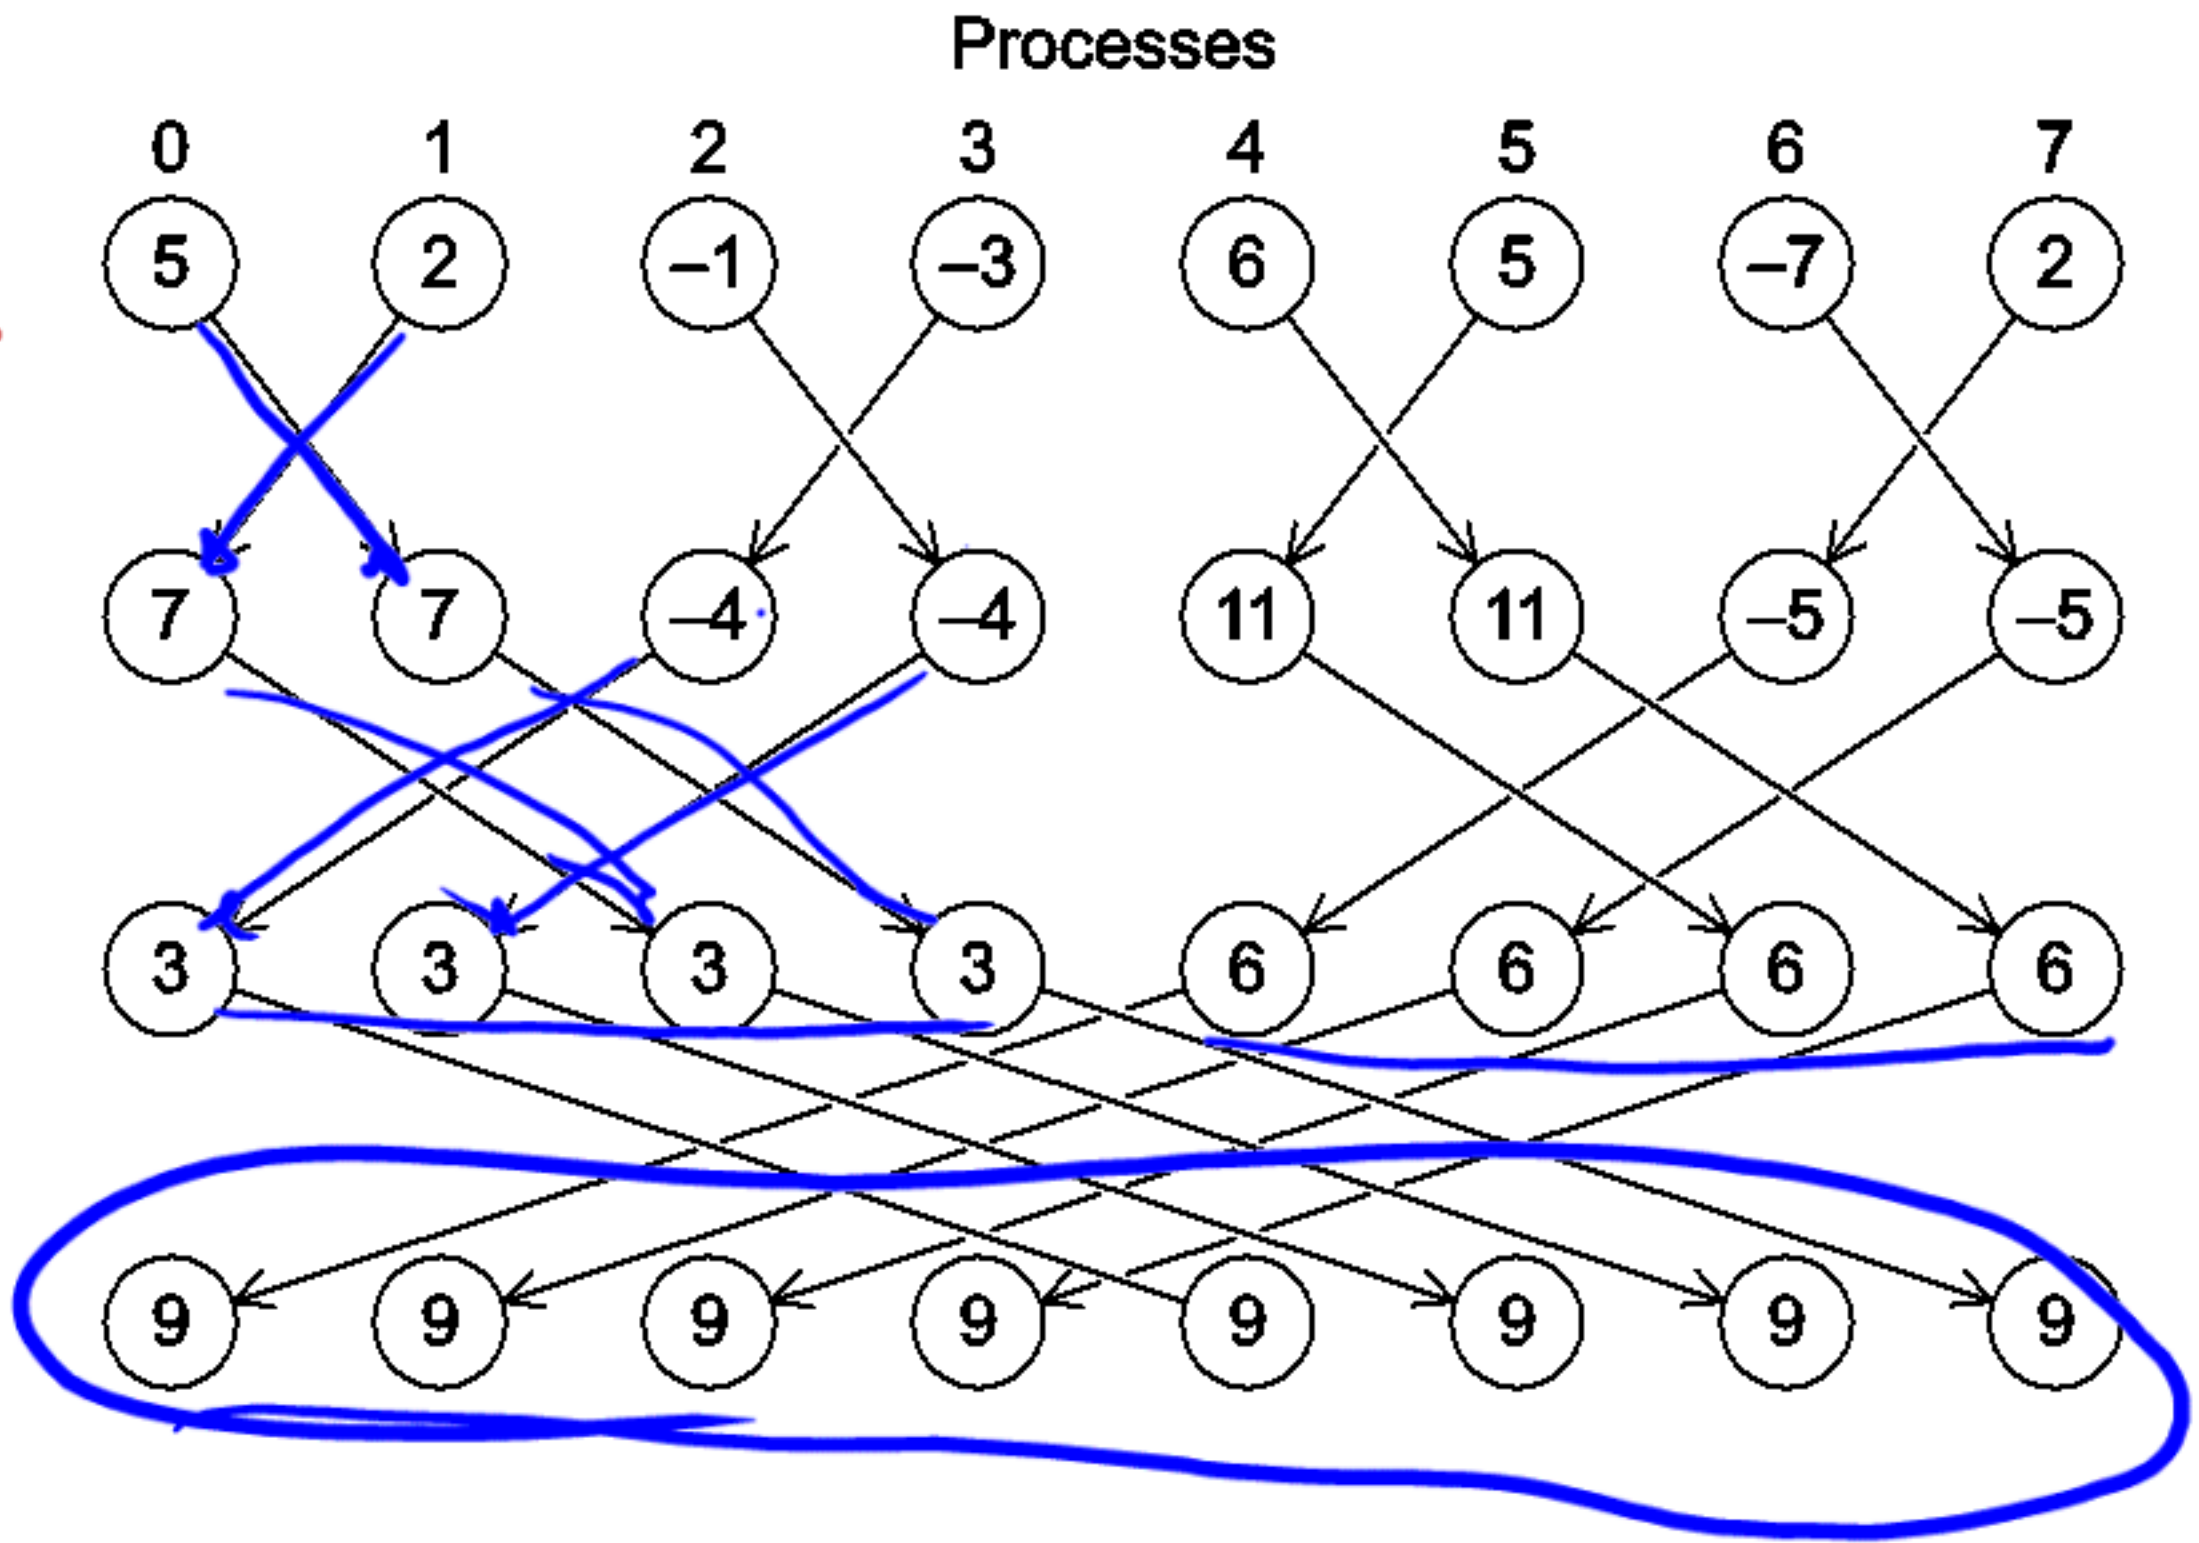 Processes
0 1 2 3 4 5 6 7
5 2 –1 –3 6 5 –7 2
7 7 –4 –4 11 11 –5 –5
3 3 3 3 6 6 6 6
9 9 9 9 9 9 9 9